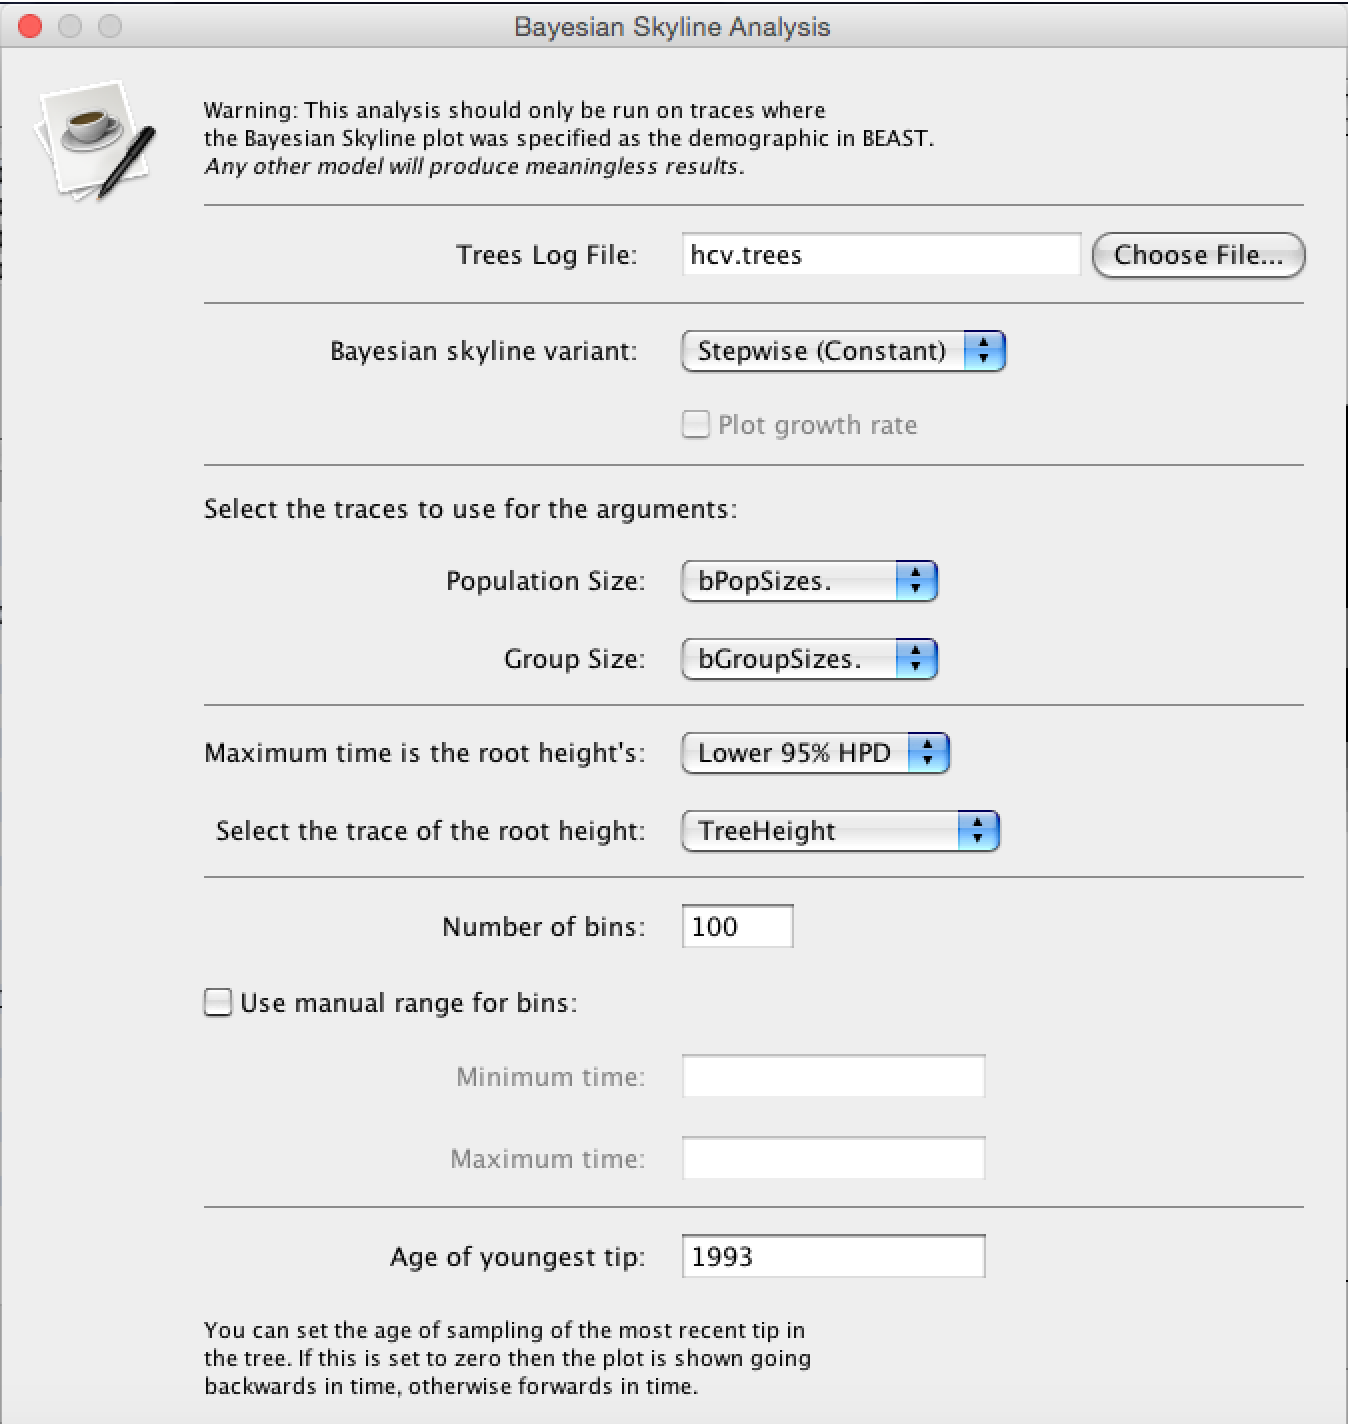 Bayesian Skyline Analysis
Warning: This analysis should only be run on traces where
the Bayesian Skyline plot was specified as the demographic in BEAST.
Any other model will produce meaningless results.
Trees Log File: hcv.trees Choose File...
Bayesian skyline variant: Stepwise (Constant)
Plot growth rate
Select the traces to use for the arguments:
Population Size: bPopSizes.
Group Size: bGroupSizes.
Maximum time is the root height's: Lower 95% HPD
Select the trace of the root height: TreeHeight
Number of bins: 100
Use manual range for bins:
Minimum time:
Maximum time:
Age of youngest tip: 1993
You can set the age of sampling of the most recent tip in
the tree. If this is set to zero then the plot is shown going
backwards in time, otherwise forwards in time.